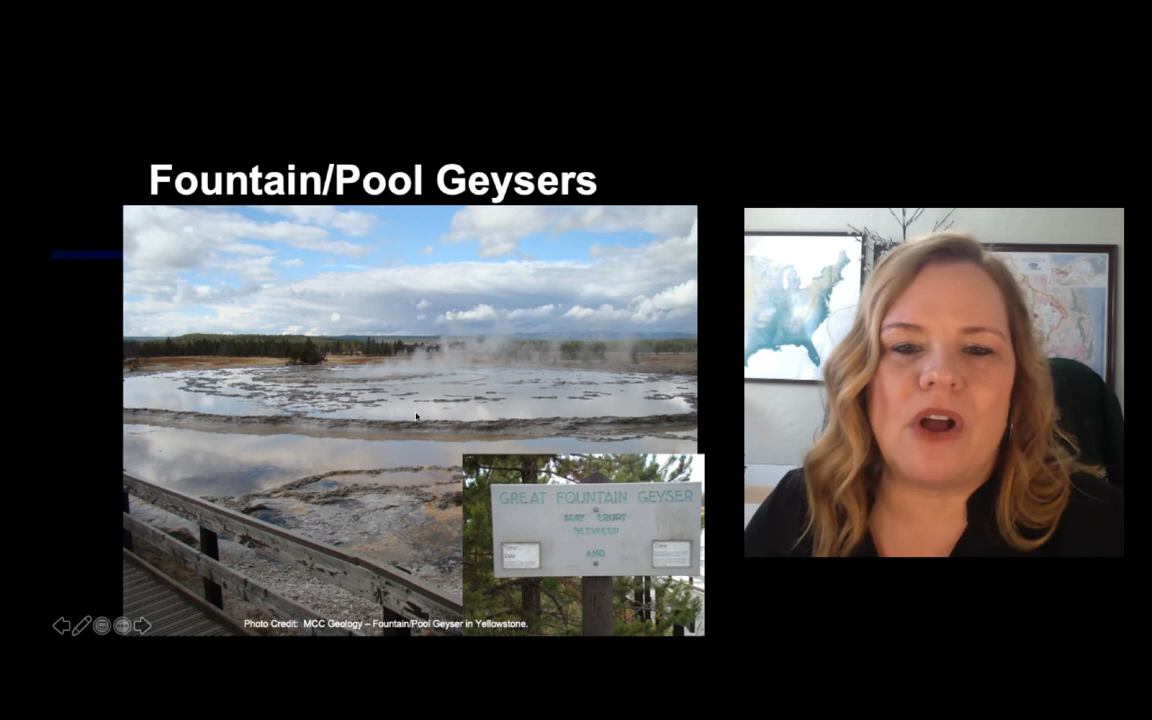 Fountain/Pool Geysers
GREAT FOUNTAIN GEYSER
MAY ERUPT
BETWEEN
AND
Photo Credit: MCC Geology – Fountain/Pool Geyser in Yellowstone.